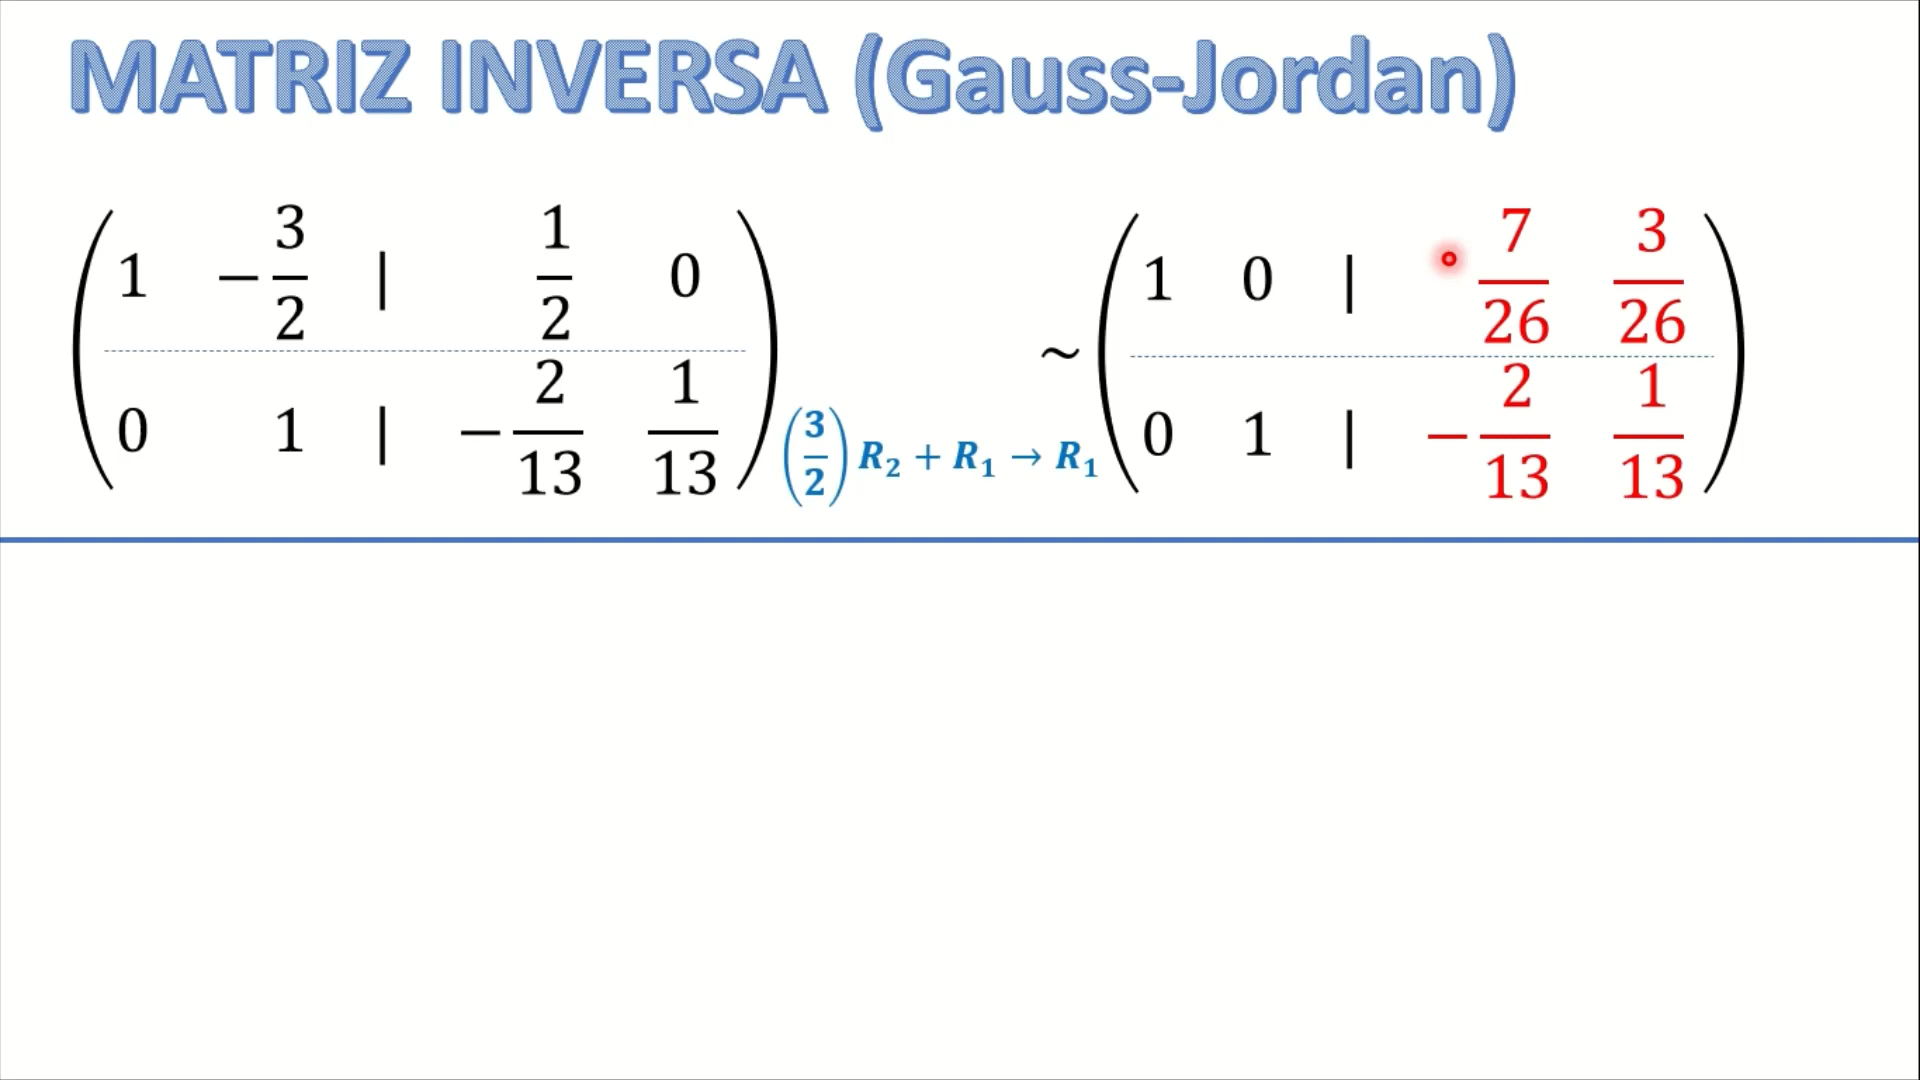 MATRIZ INVERSA (Gauss-Jordan)
( 1 −3/2 | 1/2 0 ) ~ ( 1 0 | 7/26 3/26 )
( 0 1 | −2/13 1/13 ) (3/2) R₂ + R₁ → R₁ ( 0 1 | −2/13 1/13 )